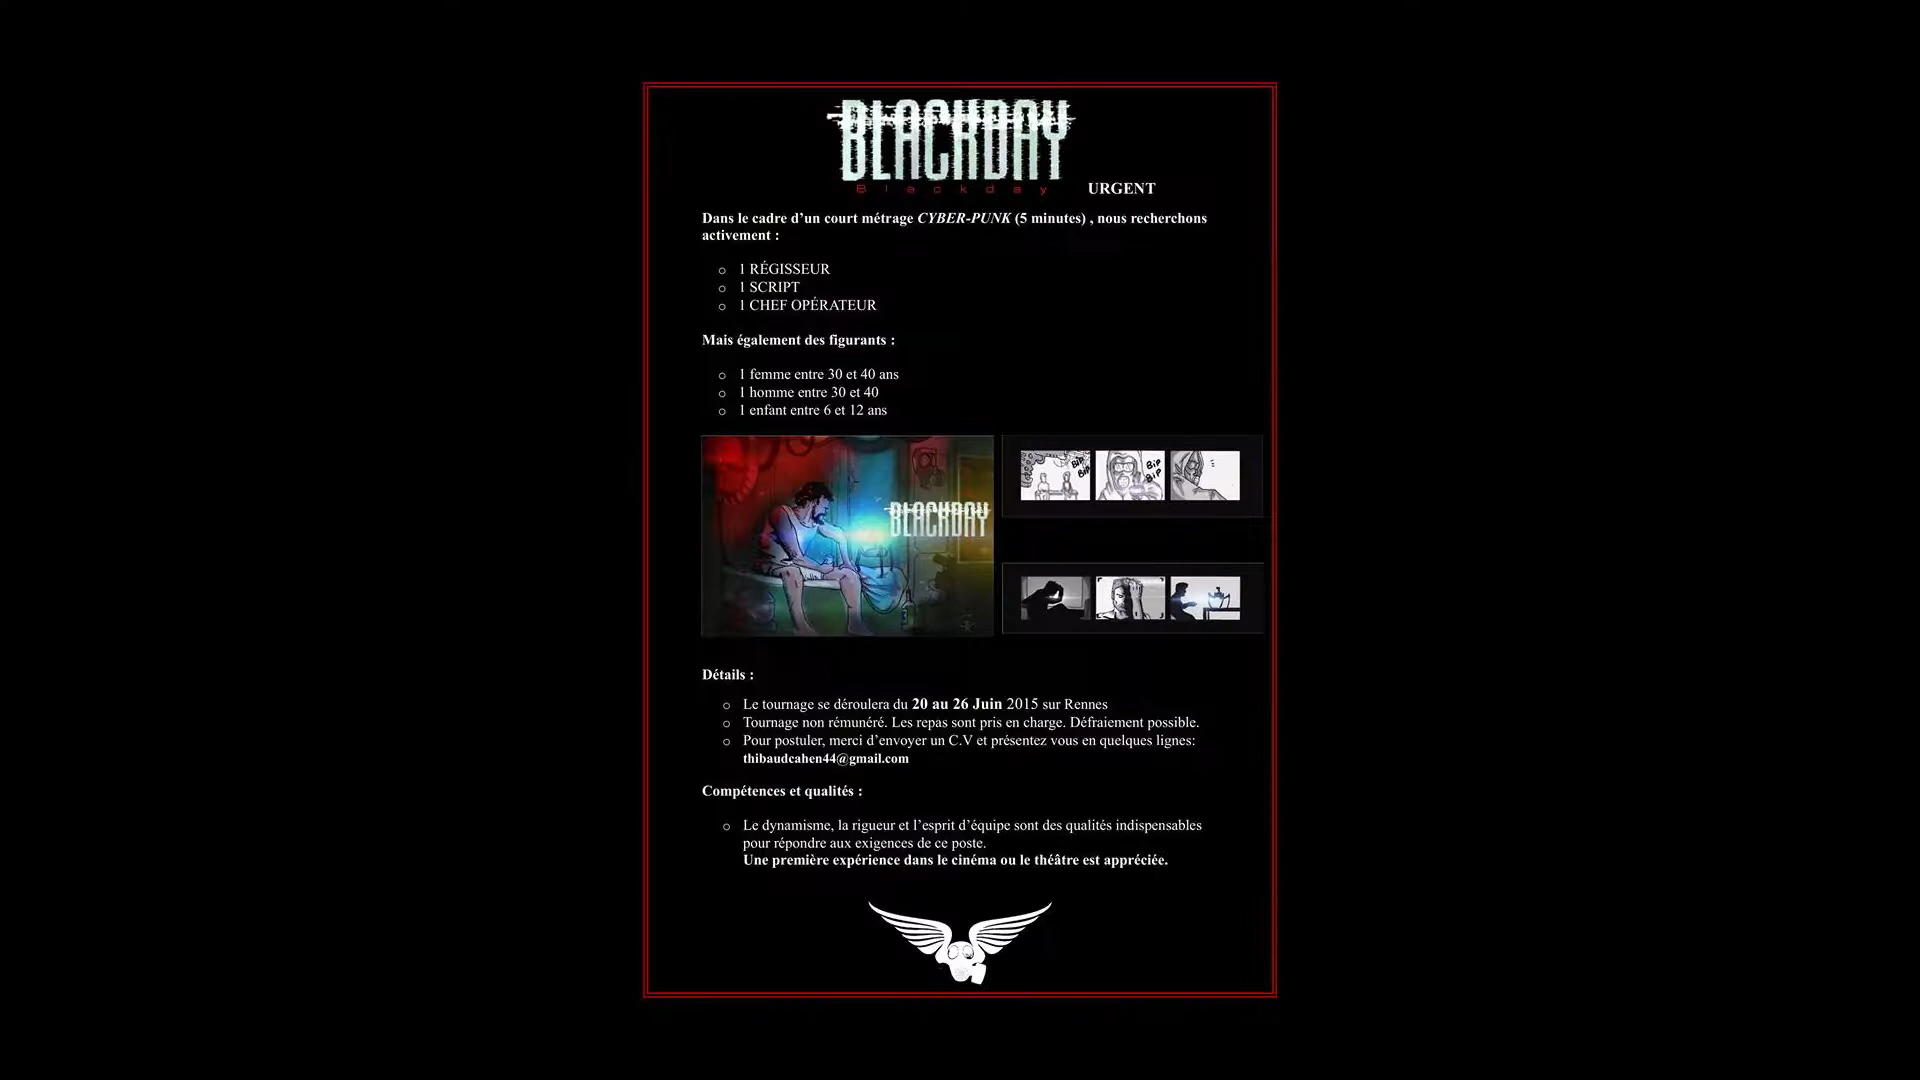 BLACKDAY
Blackday URGENT
Dans le cadre d’un court métrage CYBER-PUNK (5 minutes) , nous recherchons
activement :
o 1 RÉGISSEUR
o 1 SCRIPT
o 1 CHEF OPÉRATEUR
Mais également des figurants :
o 1 femme entre 30 et 40 ans
o 1 homme entre 30 et 40
o 1 enfant entre 6 et 12 ans
BLACKDAY
BIP
BIP
BIP
BIP
Détails :
o Le tournage se déroulera du 20 au 26 Juin 2015 sur Rennes
o Tournage non rémunéré. Les repas sont pris en charge. Défraiement possible.
o Pour postuler, merci d’envoyer un C.V et présentez vous en quelques lignes:
thibaudcahen44@gmail.com
Compétences et qualités :
o Le dynamisme, la rigueur et l’esprit d’équipe sont des qualités indispensables
pour répondre aux exigences de ce poste.
Une première expérience dans le cinéma ou le théâtre est appréciée.